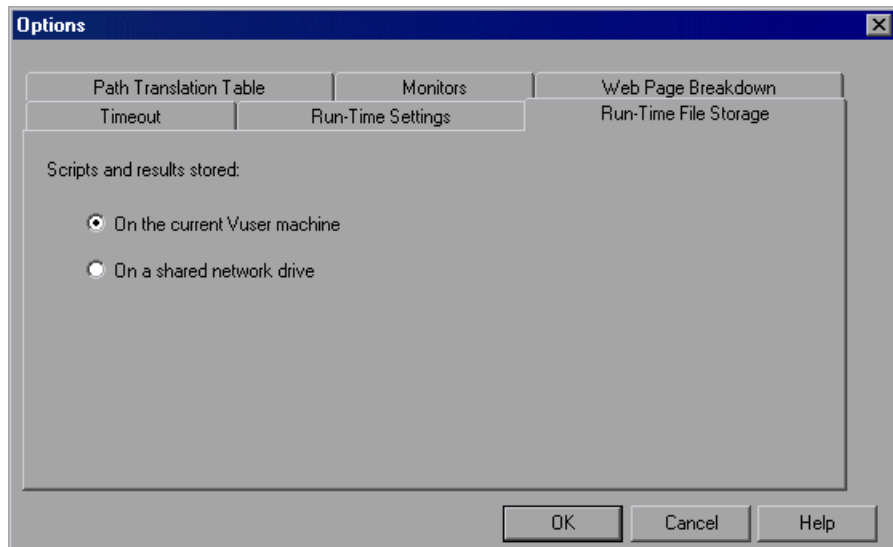 Options
Path Translation Table Monitors Web Page Breakdown
Timeout Run-Time Settings Run-Time File Storage
Scripts and results stored:
On the current Vuser machine
On a shared network drive
OK Cancel Help